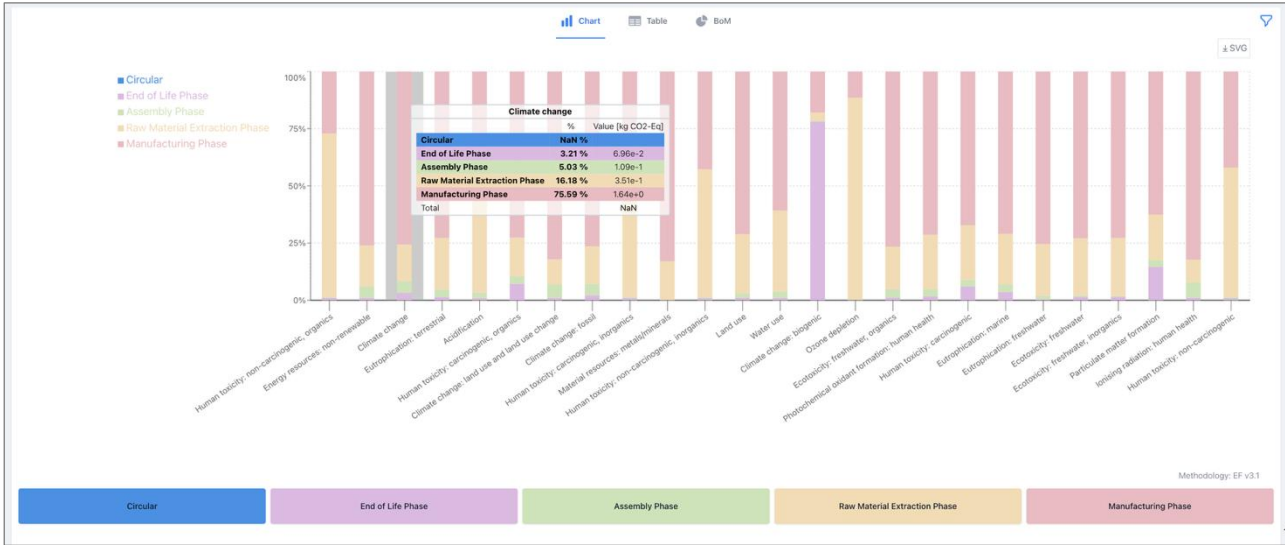 Chart Table BoM
SVG
Circular
End of Life Phase
Assembly Phase
Raw Material Extraction Phase
Manufacturing Phase
100%
75%
50%
25%
0%
Climate change
% Value [kg CO2-Eq]
Circular NaN %
End of Life Phase 3.21 % 6.96e-2
Assembly Phase 5.03 % 1.09e-1
Raw Material Extraction Phase 16.18 % 3.51e-1
Manufacturing Phase 75.59 % 1.64e+0
Total NaN
Human toxicity: non-carcinogenic, organics
Energy resources: non-renewable
Climate change
Eutrophication: terrestrial
Acidification
Human toxicity: carcinogenic, organics
Climate change: land use and land use change
Climate change: fossil
Human toxicity: carcinogenic, inorganics
Material resources: metals/minerals
Human toxicity: non-carcinogenic: inorganics
Land use
Water use
Climate change: biogenic
Ozone depletion
Ecotoxicity: freshwater, organics
Photochemical oxidant formation: human health
Human toxicity: carcinogenic
Eutrophication: marine
Eutrophication: freshwater
Ecotoxicity: freshwater
Ecotoxicity: freshwater, inorganics
Particulate matter formation
Ionising radiation: human health
Human toxicity: non-carcinogenic
Methodology: EF v3.1
Circular End of Life Phase Assembly Phase Raw Material Extraction Phase Manufacturing Phase